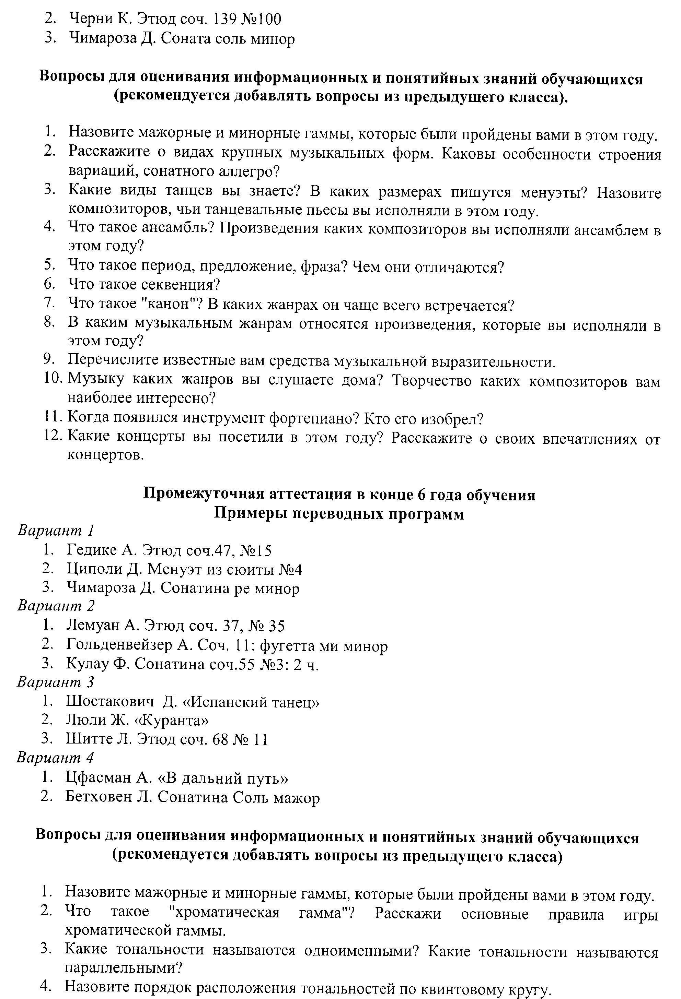 2. Черни К. Этюд соч. 139 №100
3. Чимароза Д. Соната соль минор
Вопросы для оценивания информационных и понятийных знаний обучающихся
(рекомендуется добавлять вопросы из предыдущего класса).
1. Назовите мажорные и минорные гаммы, которые были пройдены вами в этом году.
2. Расскажите о видах крупных музыкальных форм. Каковы особенности строения
вариаций, сонатного аллегро?
3. Какие виды танцев вы знаете? В каких размерах пишутся менуэты? Назовите
композиторов, чьи танцевальные пьесы вы исполняли в этом году.
4. Что такое ансамбль? Произведения каких композиторов вы исполняли ансамблем в
этом году?
5. Что такое период, предложение, фраза? Чем они отличаются?
6. Что такое секвенция?
7. Что такое "канон"? В каких жанрах он чаще всего встречается?
8. В каким музыкальным жанрам относятся произведения, которые вы исполняли в
этом году?
9. Перечислите известные вам средства музыкальной выразительности.
10. Музыку каких жанров вы слушаете дома? Творчество каких композиторов вам
наиболее интересно?
11. Когда появился инструмент фортепиано? Кто его изобрел?
12. Какие концерты вы посетили в этом году? Расскажите о своих впечатлениях от
концертов.
Промежуточная аттестация в конце 6 года обучения
Примеры переводных программ
Вариант 1
1. Гедике А. Этюд соч.47, №15
2. Циполи Д. Менуэт из сюиты №4
3. Чимароза Д. Сонатина ре минор
Вариант 2
1. Лемуан А. Этюд соч. 37, № 35
2. Гольденвейзер А. Соч. 11: фугетта ми минор
3. Кулау Ф. Сонатина соч.55 №3: 2 ч.
Вариант 3
1. Шостакович Д. «Испанский танец»
2. Люли Ж. «Куранта»
3. Шитте Л. Этюд соч. 68 № 11
Вариант 4
1. Цфасман А. «В дальний путь»
2. Бетховен Л. Сонатина Соль мажор
Вопросы для оценивания информационных и понятийных знаний обучающихся
(рекомендуется добавлять вопросы из предыдущего класса)
1. Назовите мажорные и минорные гаммы, которые были пройдены вами в этом году.
2. Что такое "хроматическая гамма"? Расскажи основные правила игры
хроматической гаммы.
3. Какие тональности называются одноименными? Какие тональности называются
параллельными?
4. Назовите порядок расположения тональностей по квинтовому кругу.